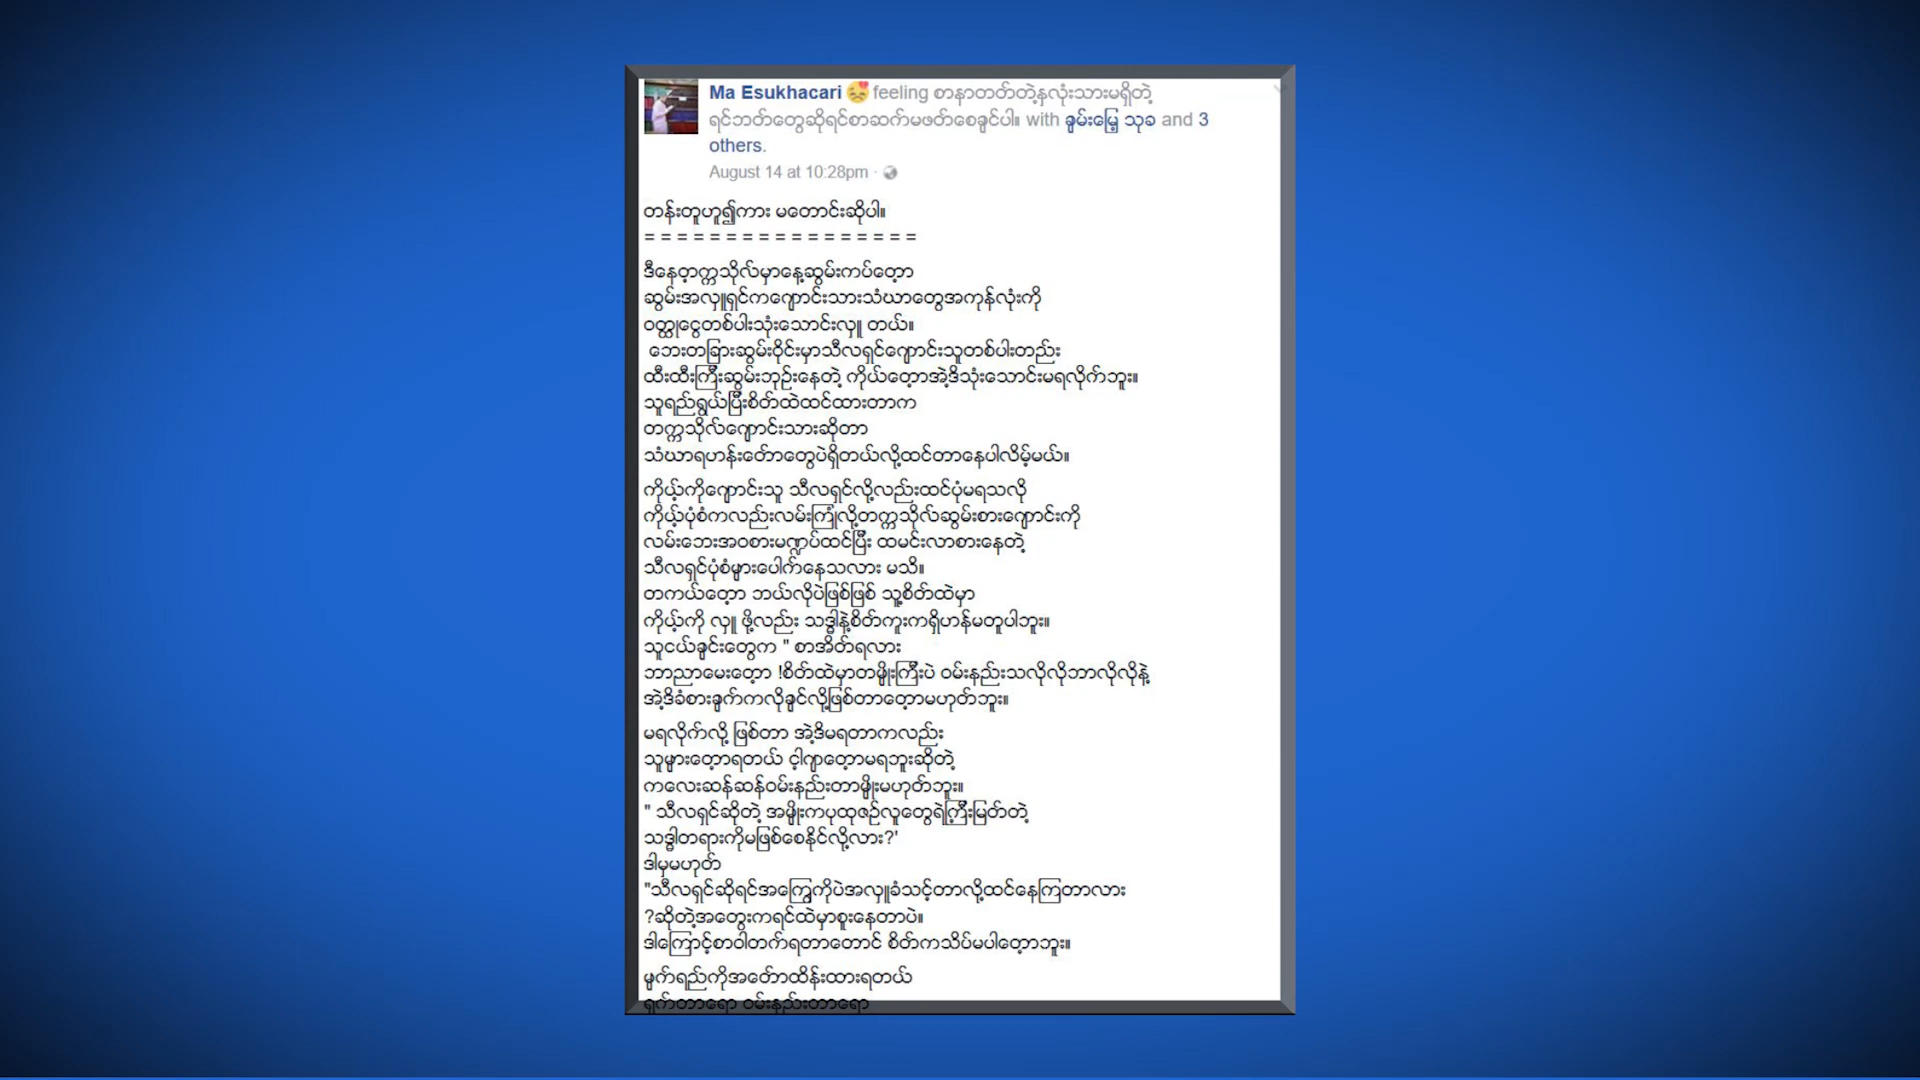 Ma Esukhacari 😞 feeling စာနာတတ်တဲ့နှလုံးသားမရှိတဲ့
ရင်ဘတ်တွေဆိုရင်စာဆက်မဖတ်စေချင်ပါ။ with ချမ်းမြေ့ သုခ and 3
others.
August 14 at 10:28pm ·
တန်းတူဟူ၍ကား မတောင်းဆိုပါ။
= = = = = = = = = = = = = = = = =
ဒီနေ့တက္ကသိုလ်မှာနေ့ဆွမ်းကပ်တော့
ဆွမ်းအလှူရှင်ကကျောင်းသားသံဃာတွေအကုန်လုံးကို
ဝတ္ထုငွေတစ်ပါးသုံးသောင်းလှူ တယ်။
ဘေးတခြားဆွမ်းဝိုင်းမှာသီလရှင်ကျောင်းသူတစ်ပါးတည်း
ထီးထီးကြီးဆွမ်းဘုဉ်းနေတဲ့ ကိုယ်တော့အဲ့ဒိသုံးသောင်းမရလိုက်ဘူး။
သူရည်ရွယ်ပြီးစိတ်ထဲထင်ထားတာက
တက္ကသိုလ်ကျောင်းသားဆိုတာ
သံဃာရဟန်းတော်တွေပဲရှိတယ်လို့ထင်တာနေပါလိမ့်မယ်။
ကိုယ့်ကိုကျောင်းသူ သီလရှင်လို့လည်းထင်ပုံမရသလို
ကိုယ့်ပုံစံကလည်းလမ်းကြုံလို့တက္ကသိုလ်ဆွမ်းစားကျောင်းကို
လမ်းဘေးအဝစားမဏ္ဍပ်ထင်ပြီး ထမင်းလာစားနေတဲ့
သီလရှင်ပုံစံများပေါက်နေသလား မသိ။
တကယ်တော့ ဘယ်လိုပဲဖြစ်ဖြစ် သူ့စိတ်ထဲမှာ
ကိုယ့်ကို လှူ ဖို့လည်း သဒ္ဓါနဲ့စိတ်ကူးကရှိဟန်မတူပါဘူး။
သူငယ်ချင်းတွေက " စာအိတ်ရလား
ဘာညာမေးတော့ !စိတ်ထဲမှာတမျိုးကြီးပဲ ဝမ်းနည်းသလိုလိုဘာလိုလိုနဲ့
အဲ့ဒိခံစားချက်ကလိုချင်လို့ဖြစ်တာတော့မဟုတ်ဘူး။
မရလိုက်လို့ ဖြစ်တာ အဲ့ဒိမရတာကလည်း
သူများတော့ရတယ် ငါ့ကျတော့မရဘူးဆိုတဲ့
ကလေးဆန်ဆန်ဝမ်းနည်းတာမျိုးမဟုတ်ဘူး။
" သီလရှင်ဆိုတဲ့ အမျိုးကပုထုဇဉ်လူတွေရဲ့ကြီးမြတ်တဲ့
သဒ္ဓါတရားကိုမဖြစ်စေနိုင်လို့လား?'
ဒါမှမဟုတ်
"သီလရှင်ဆိုရင်အကြွေကိုပဲအလှူခံသင့်တာလို့ထင်နေကြတာလား
?ဆိုတဲ့အတွေးကရင်ထဲမှာစူးနေတာပဲ။
ဒါကြောင့်စာဝါတက်ရတာတောင် စိတ်ကသိပ်မပါတော့ဘူး။
မျက်ရည်ကိုအတော်ထိန်းထားရတယ်
ရှက်တာရော ဝမ်းနည်းတာရော